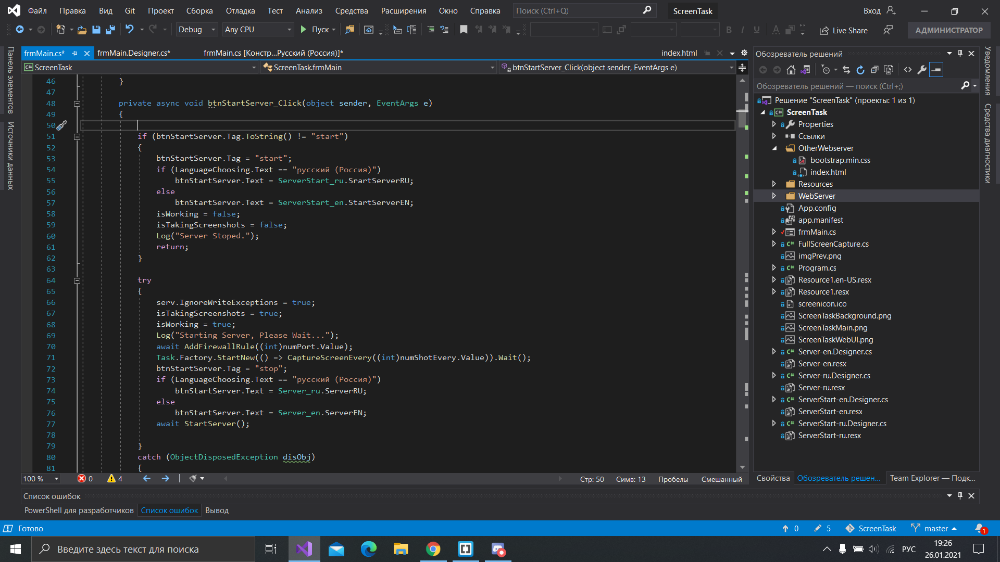 Файл Правка Вид Git Проект Сборка Отладка Тест Анализ Средства Расширения Окно Справка Поиск (Ctrl+Q) ScreenTask Вход
Debug Any CPU Пуск Live Share АДМИНИСТРАТОР
Панель элементов
Источники данных
frmMain.cs* frmMain.Designer.cs* frmMain.cs [Констр...Русский (Россия)]* index.html
ScreenTask ScreenTask.frmMain btnStartServer_Click(object sender, EventArgs e)
46 }
47
48 private async void btnStartServer_Click(object sender, EventArgs e)
49 {
50
51 if (btnStartServer.Tag.ToString() != "start")
52 {
53 btnStartServer.Tag = "start";
54 if (LanguageChoosing.Text == "русский (Россия)")
55 btnStartServer.Text = ServerStart_ru.SrartServerRU;
56 else
57 btnStartServer.Text = ServerStart_en.StartServerEN;
58 isWorking = false;
59 isTakingScreenshots = false;
60 Log("Server Stoped.");
61 return;
62 }
63
64 try
65 {
66 serv.IgnoreWriteExceptions = true;
67 isTakingScreenshots = true;
68 isWorking = true;
69 Log("Starting Server, Please Wait...");
70 await AddFirewallRule((int)numPort.Value);
71 Task.Factory.StartNew(() => CaptureScreenEvery((int)numShotEvery.Value)).Wait();
72 btnStartServer.Tag = "stop";
73 if (LanguageChoosing.Text == "русский (Россия)")
74 btnStartServer.Text = Server_ru.ServerRU;
75 else
76 btnStartServer.Text = Server_en.ServerEN;
77 await StartServer();
78
79 }
80 catch (ObjectDisposedException disObj)
81 {
100 % 0 4 Стр: 50 Симв: 13 Пробелы Смешанный
Обозреватель решений
Обозреватель решений — поиск (Ctrl+;)
Решение "ScreenTask" (проекты: 1 из 1)
ScreenTask
Properties
Ссылки
OtherWebserver
bootstrap.min.css
index.html
Resources
WebServer
App.config
app.manifest
frmMain.cs
FullScreenCapture.cs
imgPrev.png
Program.cs
Resource1.en-US.resx
Resource1.resx
screenicon.ico
ScreenTaskBackground.png
ScreenTaskMain.png
ScreenTaskWebUI.png
Server-en.Designer.cs
Server-en.resx
Server-ru.Designer.cs
Server-ru.resx
ServerStart-en.Designer.cs
ServerStart-en.resx
ServerStart-ru.Designer.cs
ServerStart-ru.resx
Свойства Обозреватель решен... Team Explorer — Подк...
Уведомления
Средства диагностики
Список ошибок
PowerShell для разработчиков Список ошибок Вывод
Готово 0 5 ScreenTask master 1
Введите здесь текст для поиска РУС 19:26
26.01.2021